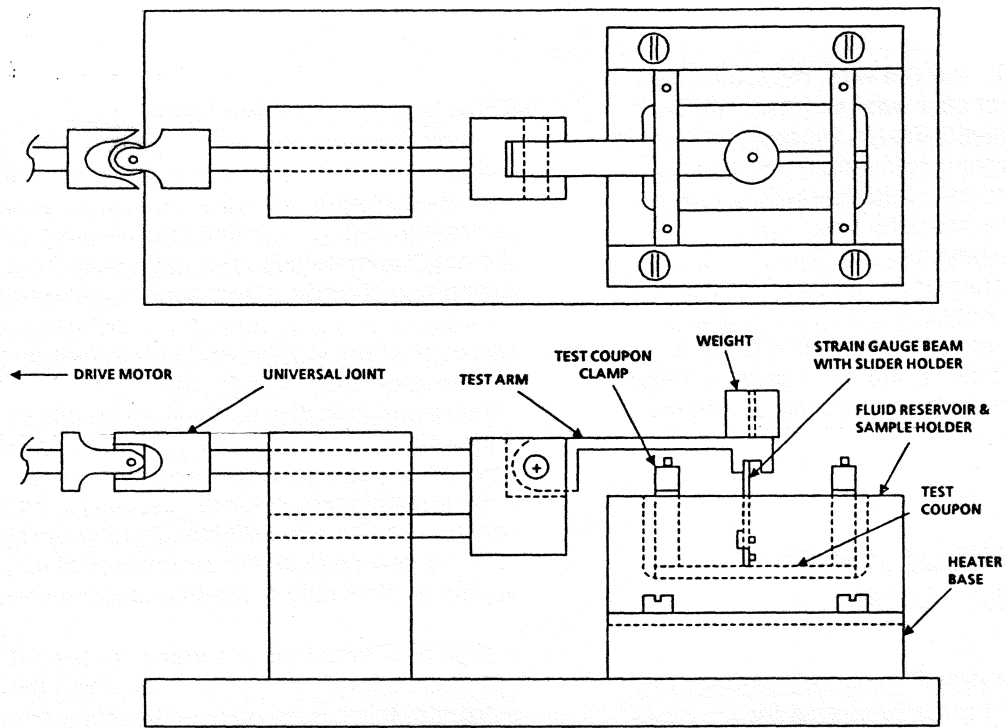 DRIVE MOTOR
UNIVERSAL JOINT
TEST ARM
TEST COUPON
CLAMP
WEIGHT
STRAIN GAUGE BEAM
WITH SLIDER HOLDER
FLUID RESERVOIR &
SAMPLE HOLDER
TEST
COUPON
HEATER
BASE